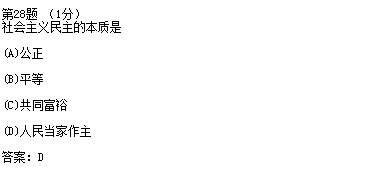 第28题 （1分）
社会主义民主的本质是
(A)公正
(B)平等
(C)共同富裕
(D)人民当家作主
答案：D